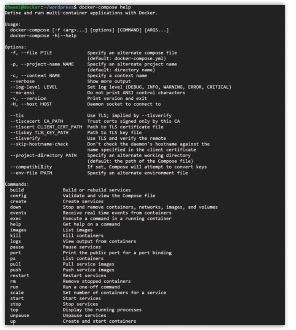 dhwani@docker:~/wordpress$ docker-compose help
Define and run multi-container applications with Docker.
Usage:
docker-compose [-f <arg>...] [options] [COMMAND] [ARGS...]
docker-compose -h|--help
Options:
-f, --file FILE Specify an alternate compose file
(default: docker-compose.yml)
-p, --project-name NAME Specify an alternate project name
(default: directory name)
-c, --context NAME Specify a context name
--verbose Show more output
--log-level LEVEL Set log level (DEBUG, INFO, WARNING, ERROR, CRITICAL)
--no-ansi Do not print ANSI control characters
-v, --version Print version and exit
-H, --host HOST Daemon socket to connect to
--tls Use TLS; implied by --tlsverify
--tlscacert CA_PATH Trust certs signed only by this CA
--tlscert CLIENT_CERT_PATH Path to TLS certificate file
--tlskey TLS_KEY_PATH Path to TLS key file
--tlsverify Use TLS and verify the remote
--skip-hostname-check Don't check the daemon's hostname against the
name specified in the client certificate
--project-directory PATH Specify an alternate working directory
(default: the path of the Compose file)
--compatibility If set, Compose will attempt to convert keys
--env-file PATH Specify an alternate environment file
Commands:
build Build or rebuild services
config Validate and view the Compose file
create Create services
down Stop and remove containers, networks, images, and volumes
events Receive real time events from containers
exec Execute a command in a running container
help Get help on a command
images List images
kill Kill containers
logs View output from containers
pause Pause services
port Print the public port for a port binding
ps List containers
pull Pull service images
push Push service images
restart Restart services
rm Remove stopped containers
run Run a one-off command
scale Set number of containers for a service
start Start services
stop Stop services
top Display the running processes
unpause Unpause services
up Create and start containers